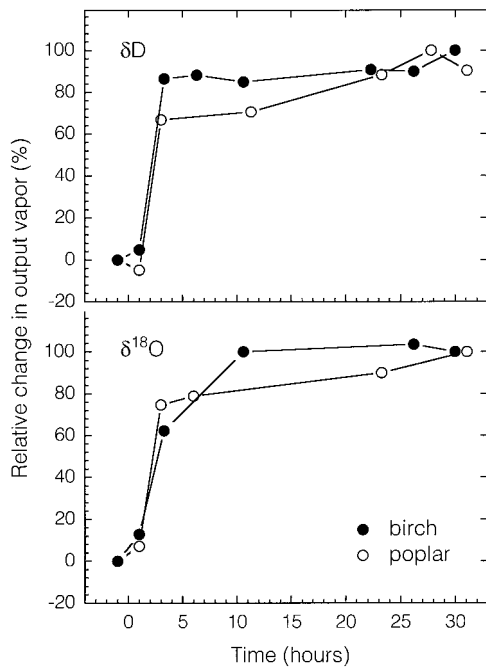 δD
100
80
60
40
20
0
-20
δ¹⁸O
100
80
60
40
20
0
-20
Relative change in output vapor (%)
birch
poplar
0 5 10 15 20 25 30
Time (hours)